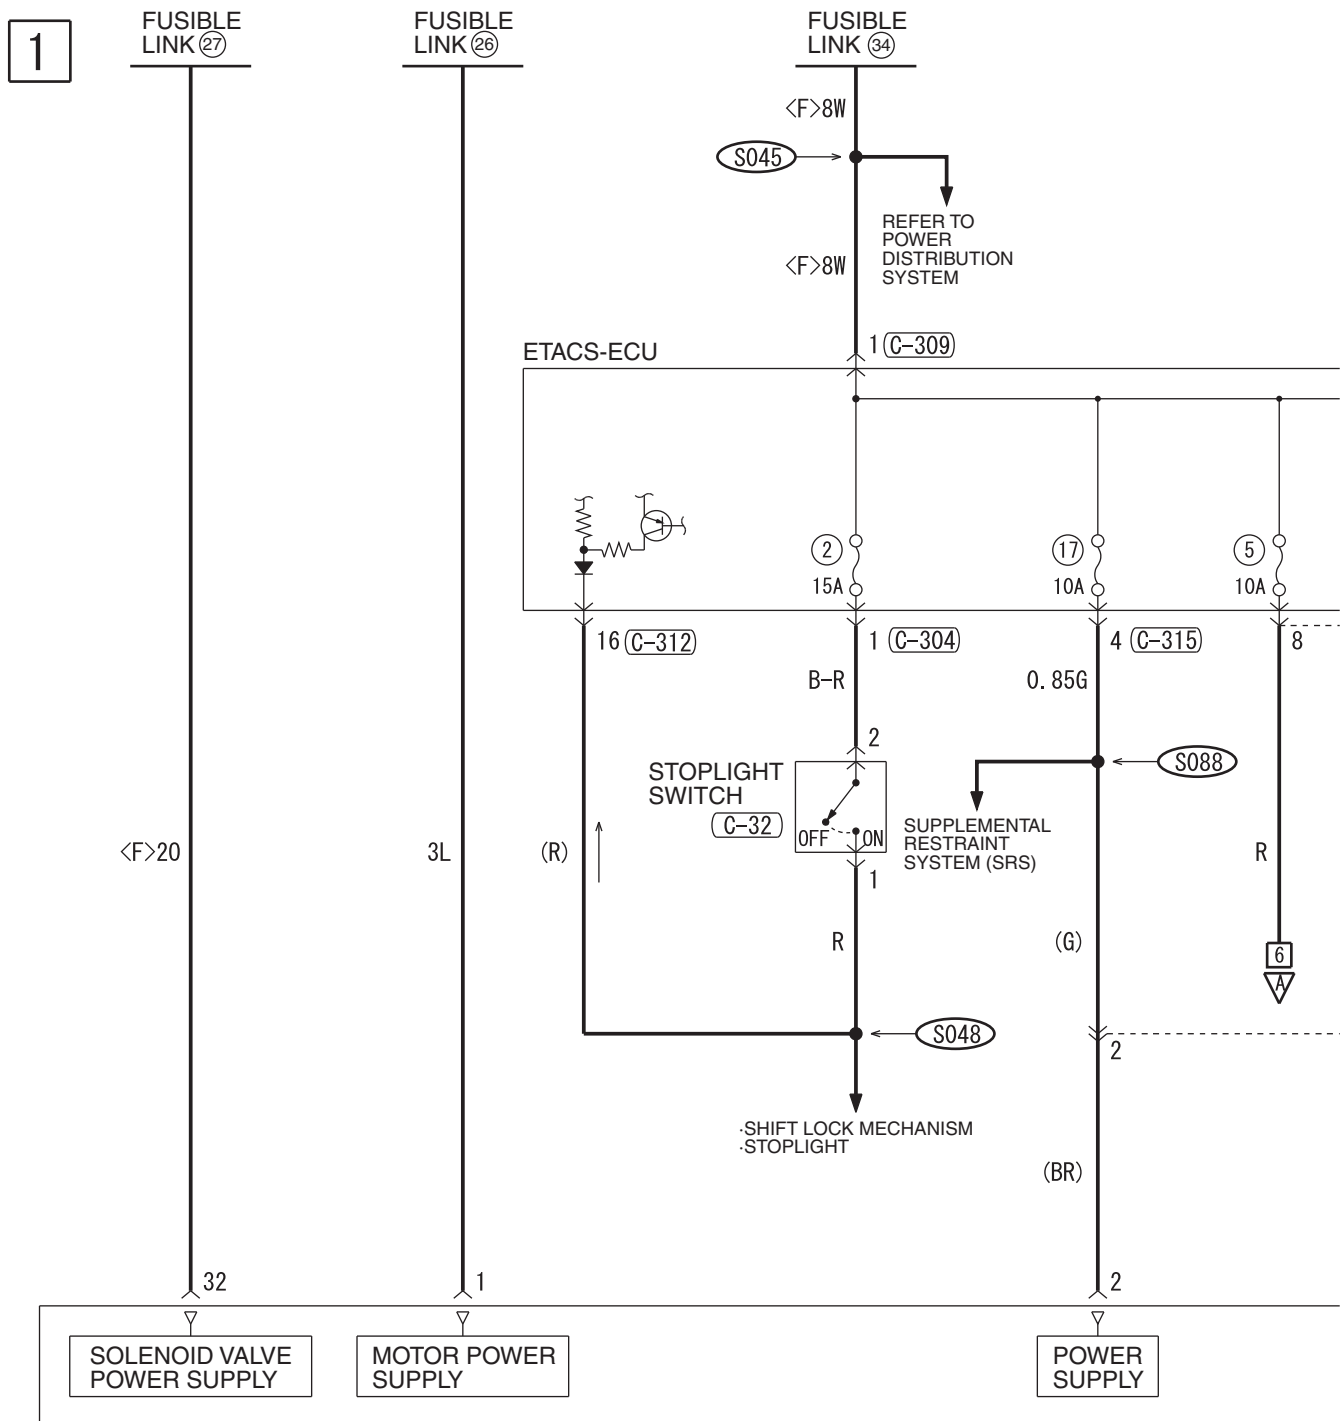 1
FUSIBLE
LINK 27
FUSIBLE
LINK 26
FUSIBLE
LINK 34
<F>8W
S045
REFER TO
POWER
DISTRIBUTION
SYSTEM
<F>8W
1 C-309
ETACS-ECU
2
15A
17
10A
5
10A
16 C-312
1 C-304
4 C-315
8
B-R
0.85G
2
STOPLIGHT
SWITCH
C-32
OFF ON
S088
SUPPLEMENTAL
RESTRAINT
SYSTEM (SRS)
<F>20
3L
(R)
1
R
R
(G)
6
A
S048
2
·SHIFT LOCK MECHANISM
·STOPLIGHT
(BR)
32
1
2
SOLENOID VALVE
POWER SUPPLY
MOTOR POWER
SUPPLY
POWER
SUPPLY